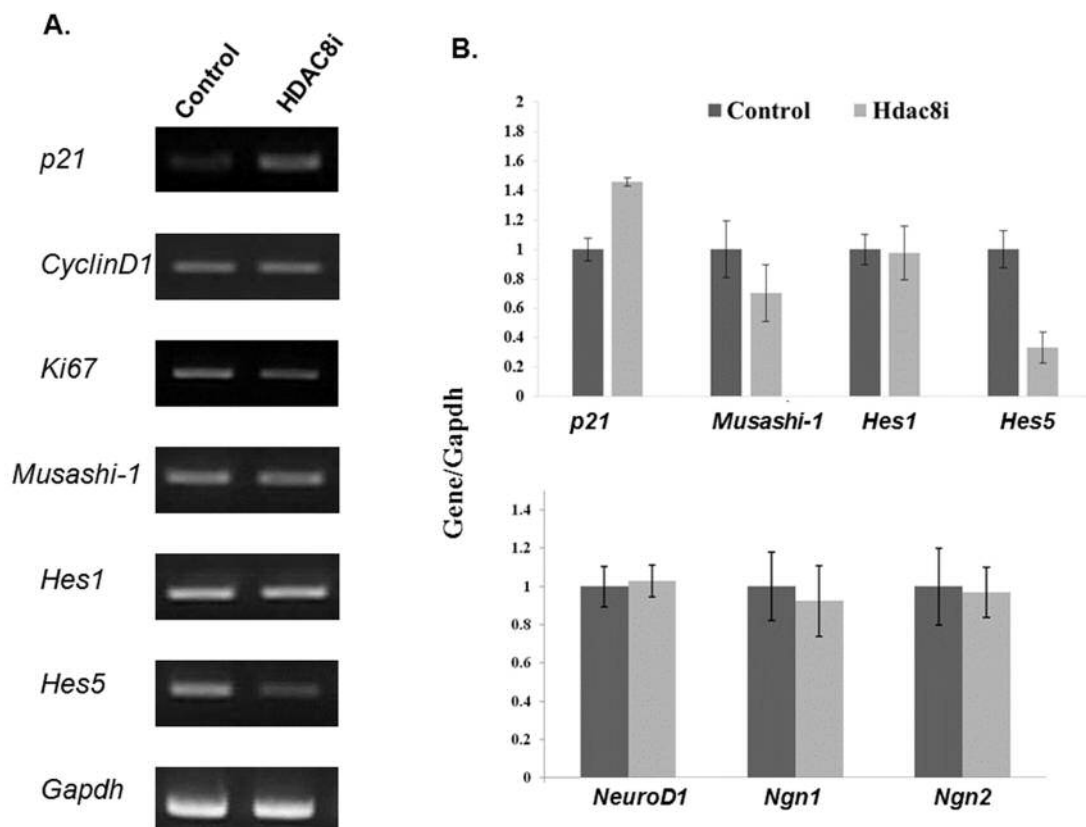 A.
Control
HDAC8i
p21
CyclinD1
Ki67
Musashi-1
Hes1
Hes5
Gapdh
B.
Gene/Gapdh
Control
Hdac8i
2
1.8
1.6
1.4
1.2
1
0.8
0.6
0.4
0.2
0
p21
Musashi-1
Hes1
Hes5
1.4
1.2
1
0.8
0.6
0.4
0.2
0
NeuroD1
Ngn1
Ngn2